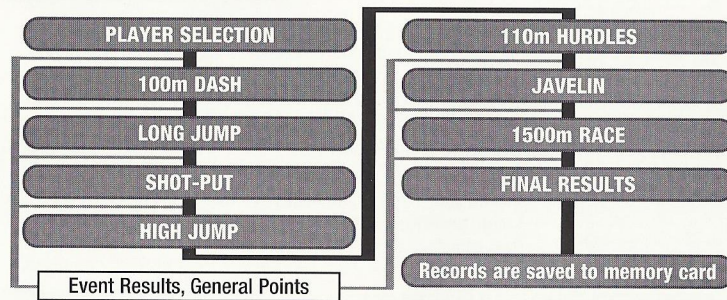 PLAYER SELECTION
100m DASH
LONG JUMP
SHOT-PUT
HIGH JUMP
Event Results, General Points
110m HURDLES
JAVELIN
1500m RACE
FINAL RESULTS
Records are saved to memory card